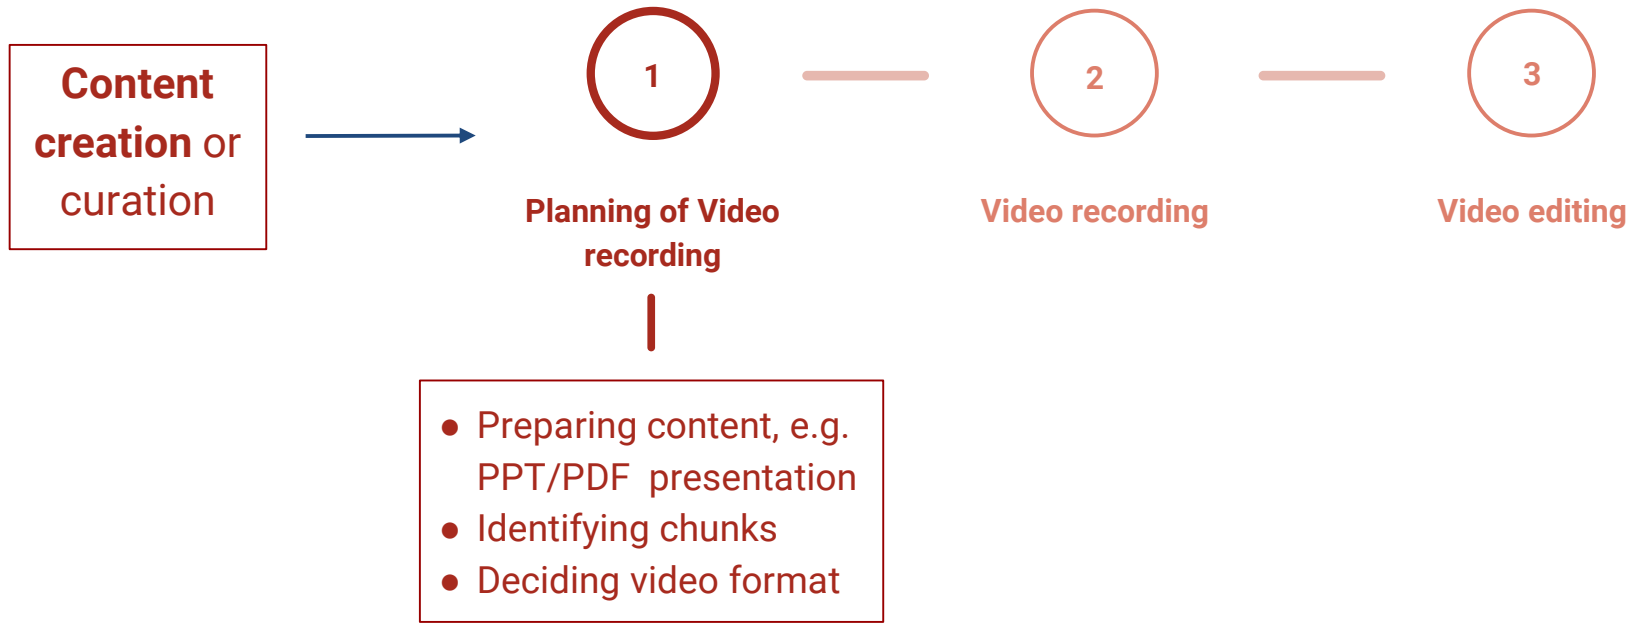 Content
creation or
curation
1
Planning of Video
recording
2
Video recording
3
Video editing
● Preparing content, e.g.
PPT/PDF presentation
● Identifying chunks
● Deciding video format